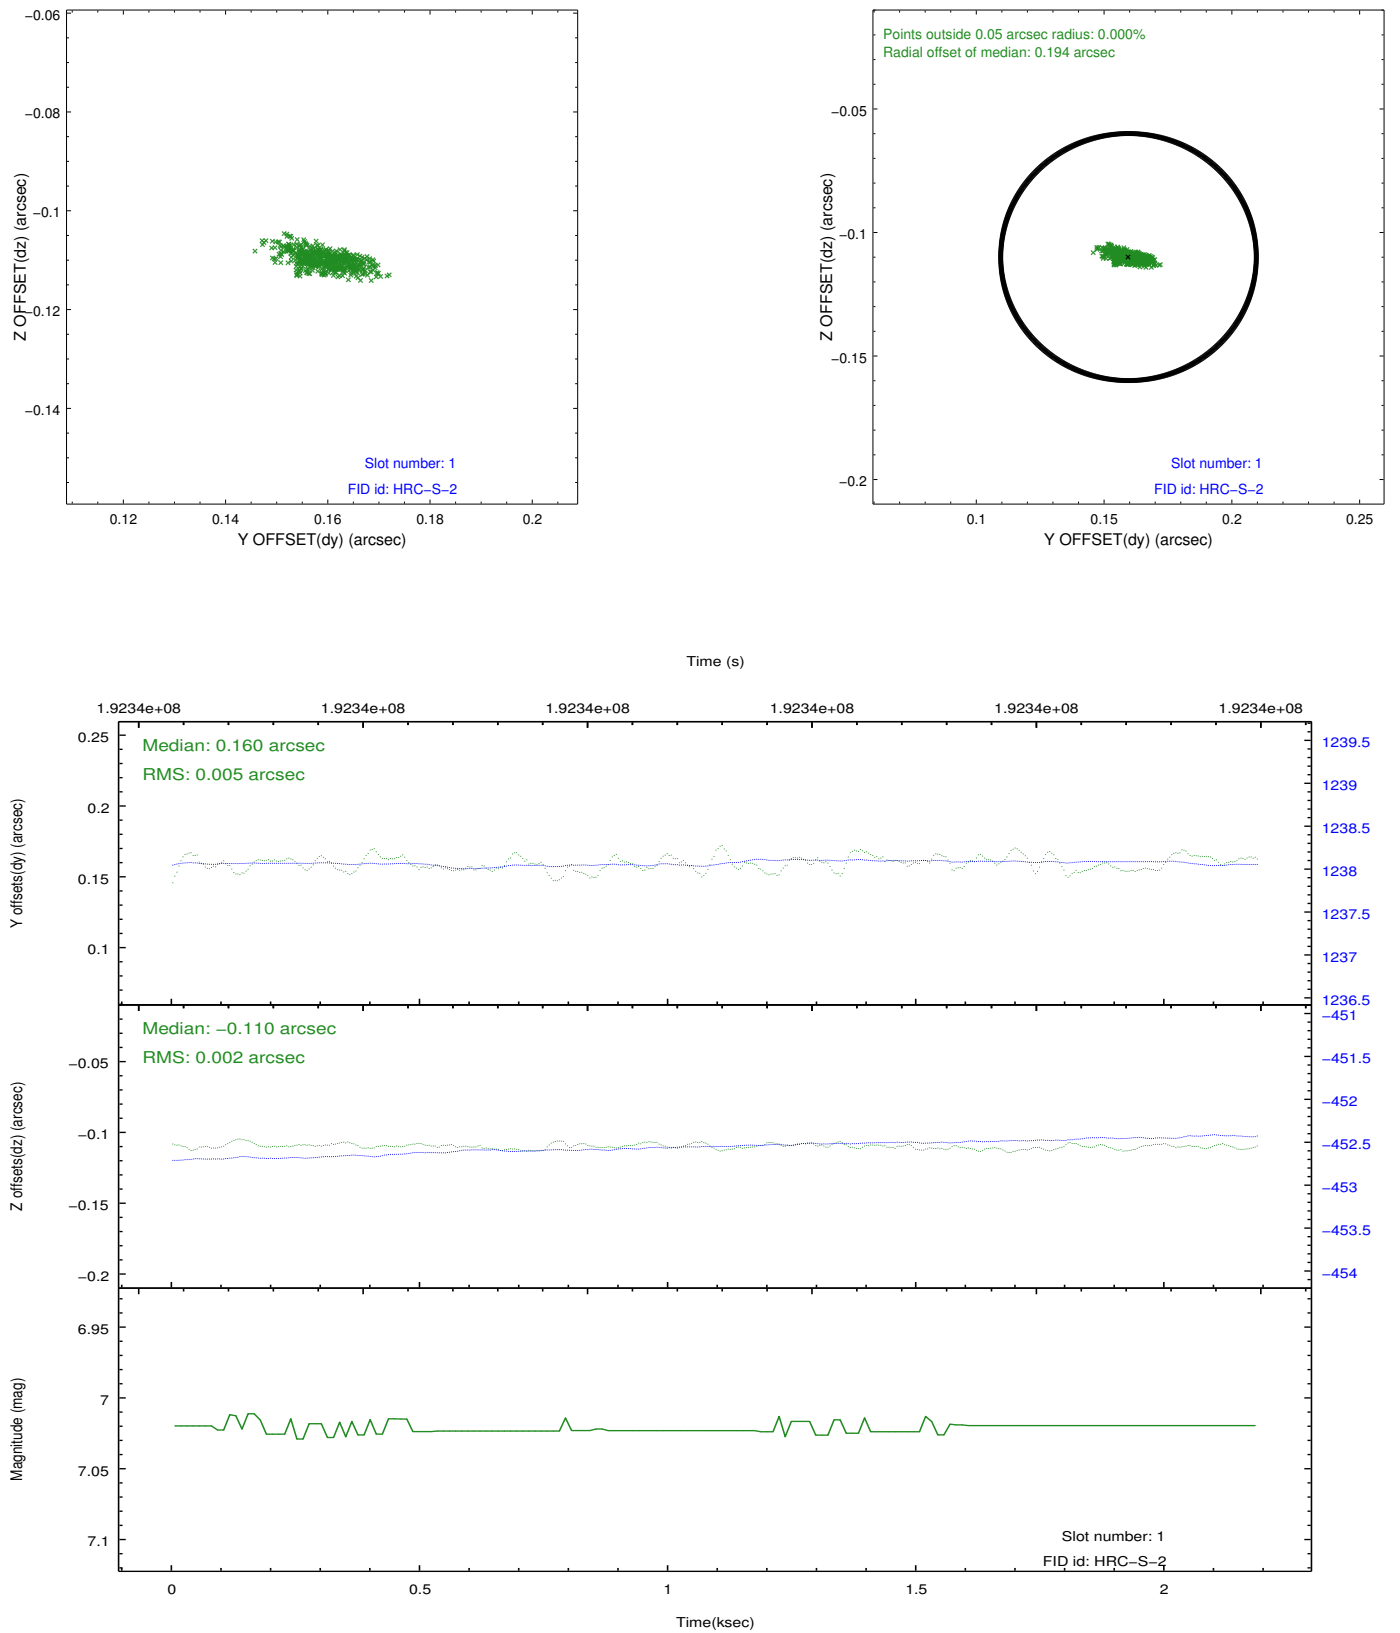 −0.06
−0.08
−0.1
−0.12
−0.14
Z OFFSET(dz) (arcsec)
Slot number: 1
FID id: HRC−S−2
0.12 0.14 0.16 0.18 0.2
Y OFFSET(dy) (arcsec)
Points outside 0.05 arcsec radius: 0.000%
Radial offset of median: 0.194 arcsec
−0.05
−0.1
−0.15
−0.2
Z OFFSET(dz) (arcsec)
Slot number: 1
FID id: HRC−S−2
0.1 0.15 0.2 0.25
Y OFFSET(dy) (arcsec)
Time (s)
1.9234e+08 1.9234e+08 1.9234e+08 1.9234e+08 1.9234e+08 1.9234e+08
Median: 0.160 arcsec
RMS: 0.005 arcsec
0.25
0.2
0.15
0.1
Y offsets(dy) (arcsec)
1239.5
1239
1238.5
1238
1237.5
1237
1236.5
Median: −0.110 arcsec
RMS: 0.002 arcsec
−0.05
−0.1
−0.15
−0.2
Z offsets(dz) (arcsec)
−451
−451.5
−452
−452.5
−453
−453.5
−454
6.95
7
7.05
7.1
Magnitude (mag)
Slot number: 1
FID id: HRC−S−2
0 0.5 1 1.5 2
Time(ksec)